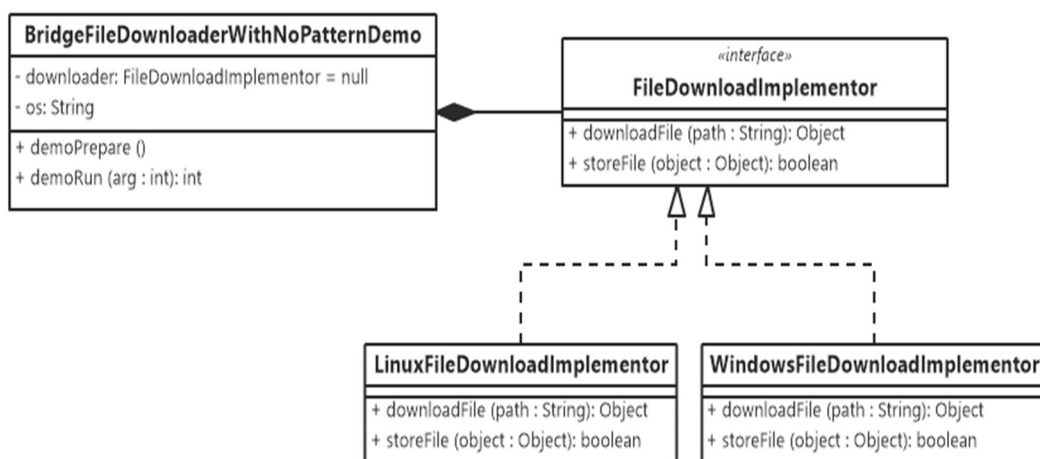 BridgeFileDownloaderWithNoPatternDemo
- downloader: FileDownloadImplementor = null
- os: String
+ demoPrepare ()
+ demoRun (arg : int): int
«interface»
FileDownloadImplementor
+ downloadFile (path : String): Object
+ storeFile (object : Object): boolean
LinuxFileDownloadImplementor
+ downloadFile (path : String): Object
+ storeFile (object : Object): boolean
WindowsFileDownloadImplementor
+ downloadFile (path : String): Object
+ storeFile (object : Object): boolean